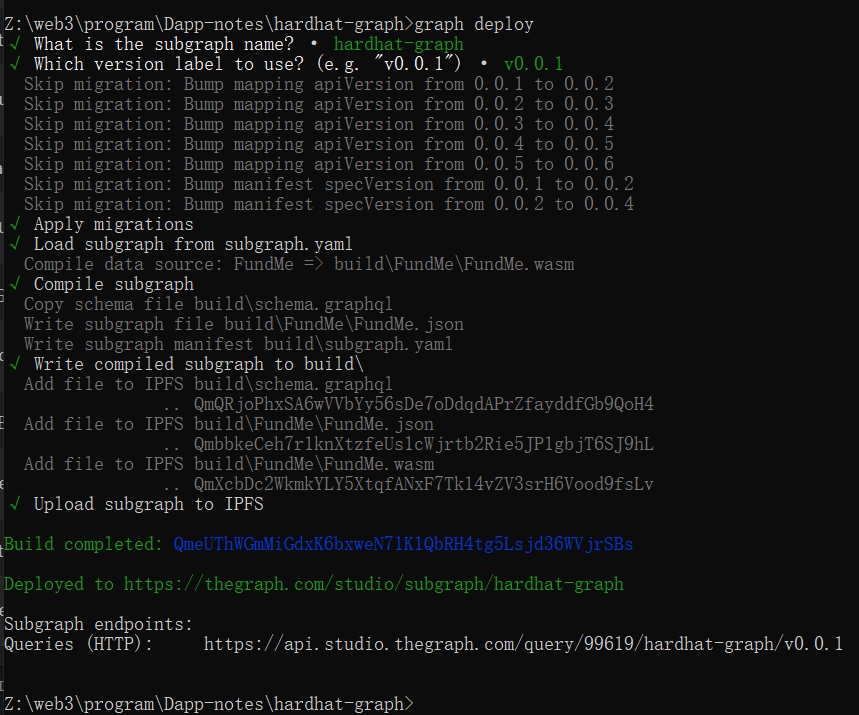 Z:\web3\program\Dapp-notes\hardhat-graph>graph deploy
√ What is the subgraph name? • hardhat-graph
√ Which version label to use? (e.g. "v0.0.1") • v0.0.1
Skip migration: Bump mapping apiVersion from 0.0.1 to 0.0.2
Skip migration: Bump mapping apiVersion from 0.0.2 to 0.0.3
Skip migration: Bump mapping apiVersion from 0.0.3 to 0.0.4
Skip migration: Bump mapping apiVersion from 0.0.4 to 0.0.5
Skip migration: Bump mapping apiVersion from 0.0.5 to 0.0.6
Skip migration: Bump manifest specVersion from 0.0.1 to 0.0.2
Skip migration: Bump manifest specVersion from 0.0.2 to 0.0.4
√ Apply migrations
√ Load subgraph from subgraph.yaml
Compile data source: FundMe => build\FundMe\FundMe.wasm
√ Compile subgraph
Copy schema file build\schema.graphql
Write subgraph file build\FundMe\FundMe.json
Write subgraph manifest build\subgraph.yaml
√ Write compiled subgraph to build\
Add file to IPFS build\schema.graphql
.. QmQRjoPhxSA6wVVbYy56sDe7oDdqdAPrZfayddfGb9QoH4
Add file to IPFS build\FundMe\FundMe.json
.. QmbbkeCeh7r1knXtzfeUs1cWjrtb2Rie5JP1gbjT6SJ9hL
Add file to IPFS build\FundMe\FundMe.wasm
.. QmXcbDc2WkmkYLY5XtqfANxF7Tk14vZV3srH6Vood9fsLv
√ Upload subgraph to IPFS
Build completed: QmeUThWGmMiGdxK6bxweN71K1QbRH4tg5Lsjd36WVjrSBs
Deployed to https://thegraph.com/studio/subgraph/hardhat-graph
Subgraph endpoints:
Queries (HTTP): https://api.studio.thegraph.com/query/99619/hardhat-graph/v0.0.1
Z:\web3\program\Dapp-notes\hardhat-graph>